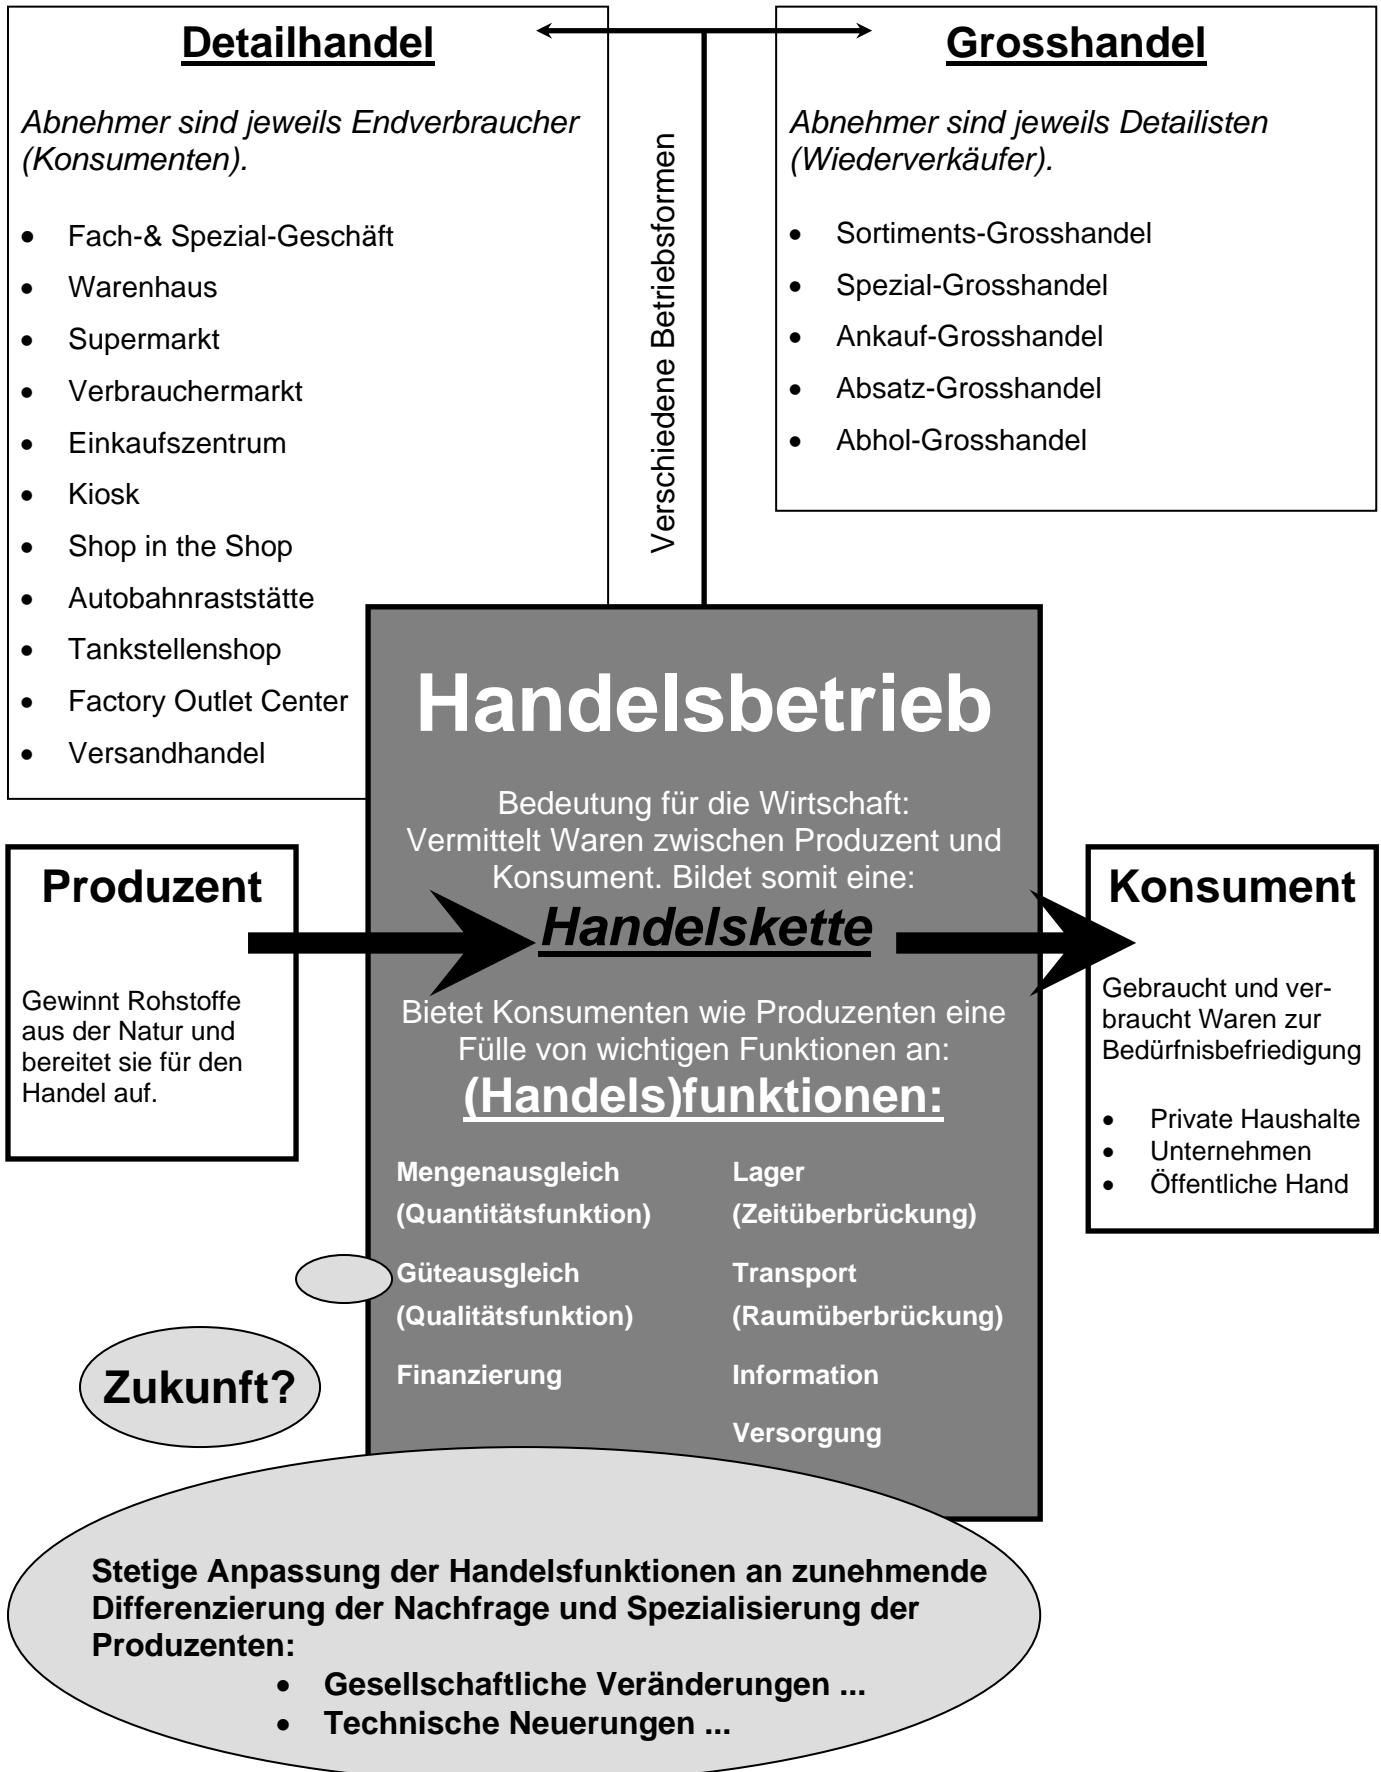 Detailhandel
Abnehmer sind jeweils Endverbraucher
(Konsumenten).
• Fach-& Spezial-Geschäft
• Warenhaus
• Supermarkt
• Verbrauchermarkt
• Einkaufszentrum
• Kiosk
• Shop in the Shop
• Autobahnraststätte
• Tankstellenshop
• Factory Outlet Center
• Versandhandel
Verschiedene Betriebsformen
Grosshandel
Abnehmer sind jeweils Detailisten
(Wiederverkäufer).
• Sortiments-Grosshandel
• Spezial-Grosshandel
• Ankauf-Grosshandel
• Absatz-Grosshandel
• Abhol-Grosshandel
Produzent
Gewinnt Rohstoffe
aus der Natur und
bereitet sie für den
Handel auf.
Handelsbetrieb
Bedeutung für die Wirtschaft:
Vermittelt Waren zwischen Produzent und
Konsument. Bildet somit eine:
Handelskette
Bietet Konsumenten wie Produzenten eine
Fülle von wichtigen Funktionen an:
(Handels)funktionen:
Mengenausgleich
(Quantitätsfunktion)
Güteausgleich
(Qualitätsfunktion)
Finanzierung
Lager
(Zeitüberbrückung)
Transport
(Raumüberbrückung)
Information
Versorgung
Konsument
Gebraucht und ver-
braucht Waren zur
Bedürfnisbefriedigung
• Private Haushalte
• Unternehmen
• Öffentliche Hand
Zukunft?
Stetige Anpassung der Handelsfunktionen an zunehmende
Differenzierung der Nachfrage und Spezialisierung der
Produzenten:
• Gesellschaftliche Veränderungen ...
• Technische Neuerungen ...